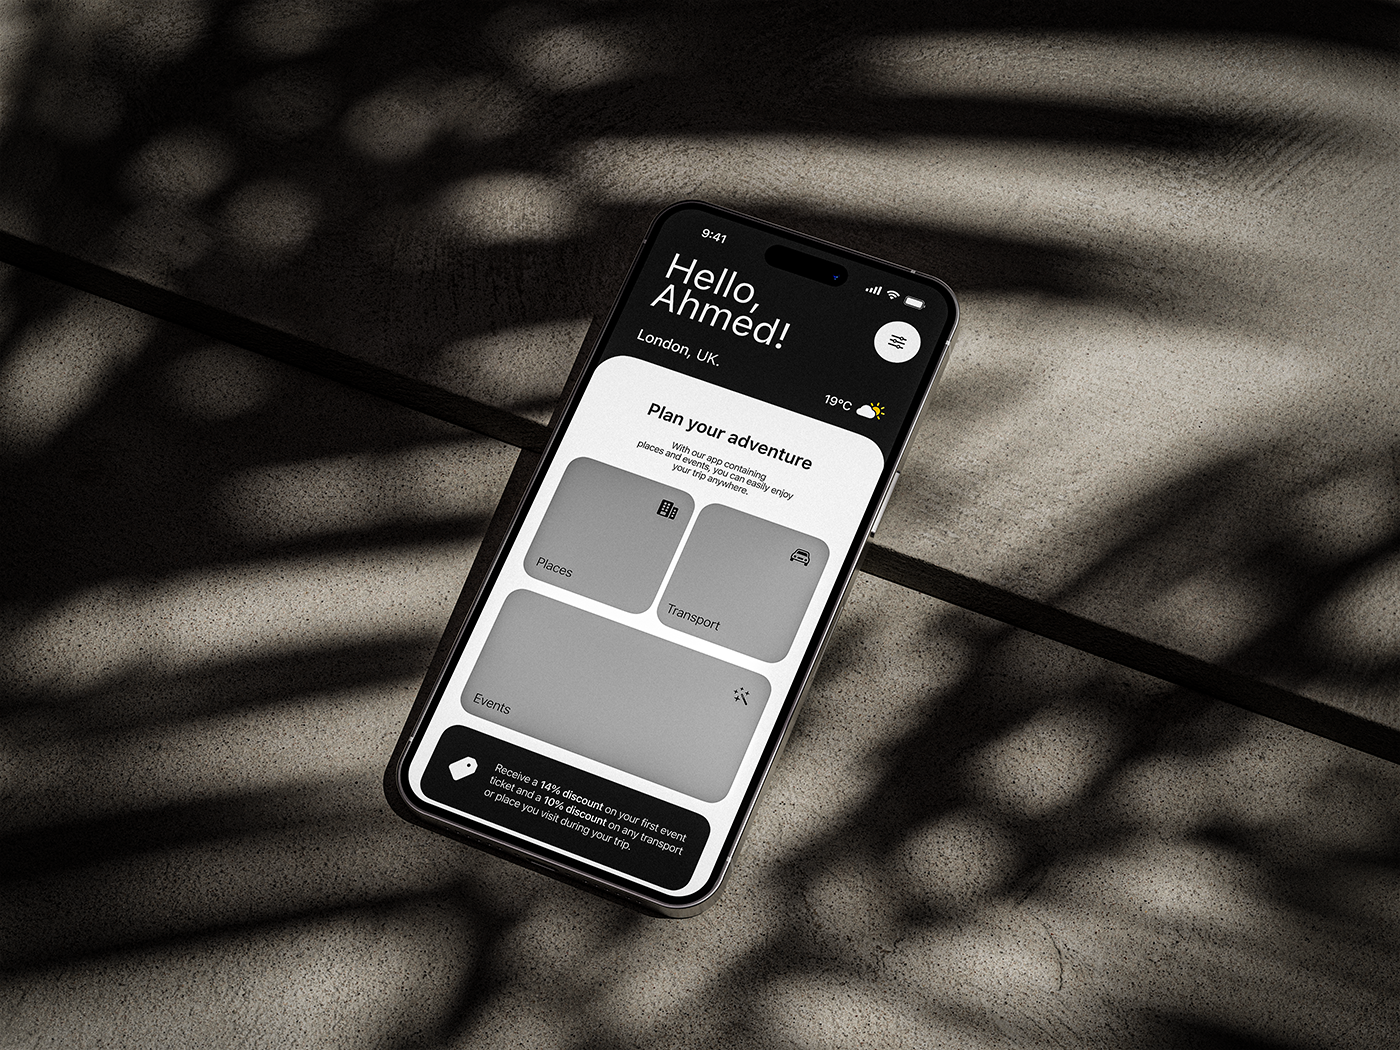 9:41
Hello,
Ahmed!
London, UK.
19°C
Plan your adventure
With our app containing
places and events, you can easily enjoy
your trip anywhere.
Places
Transport
Events
Receive a 14% discount on your first event
ticket and a 10% discount on any transport
or place you visit during your trip.